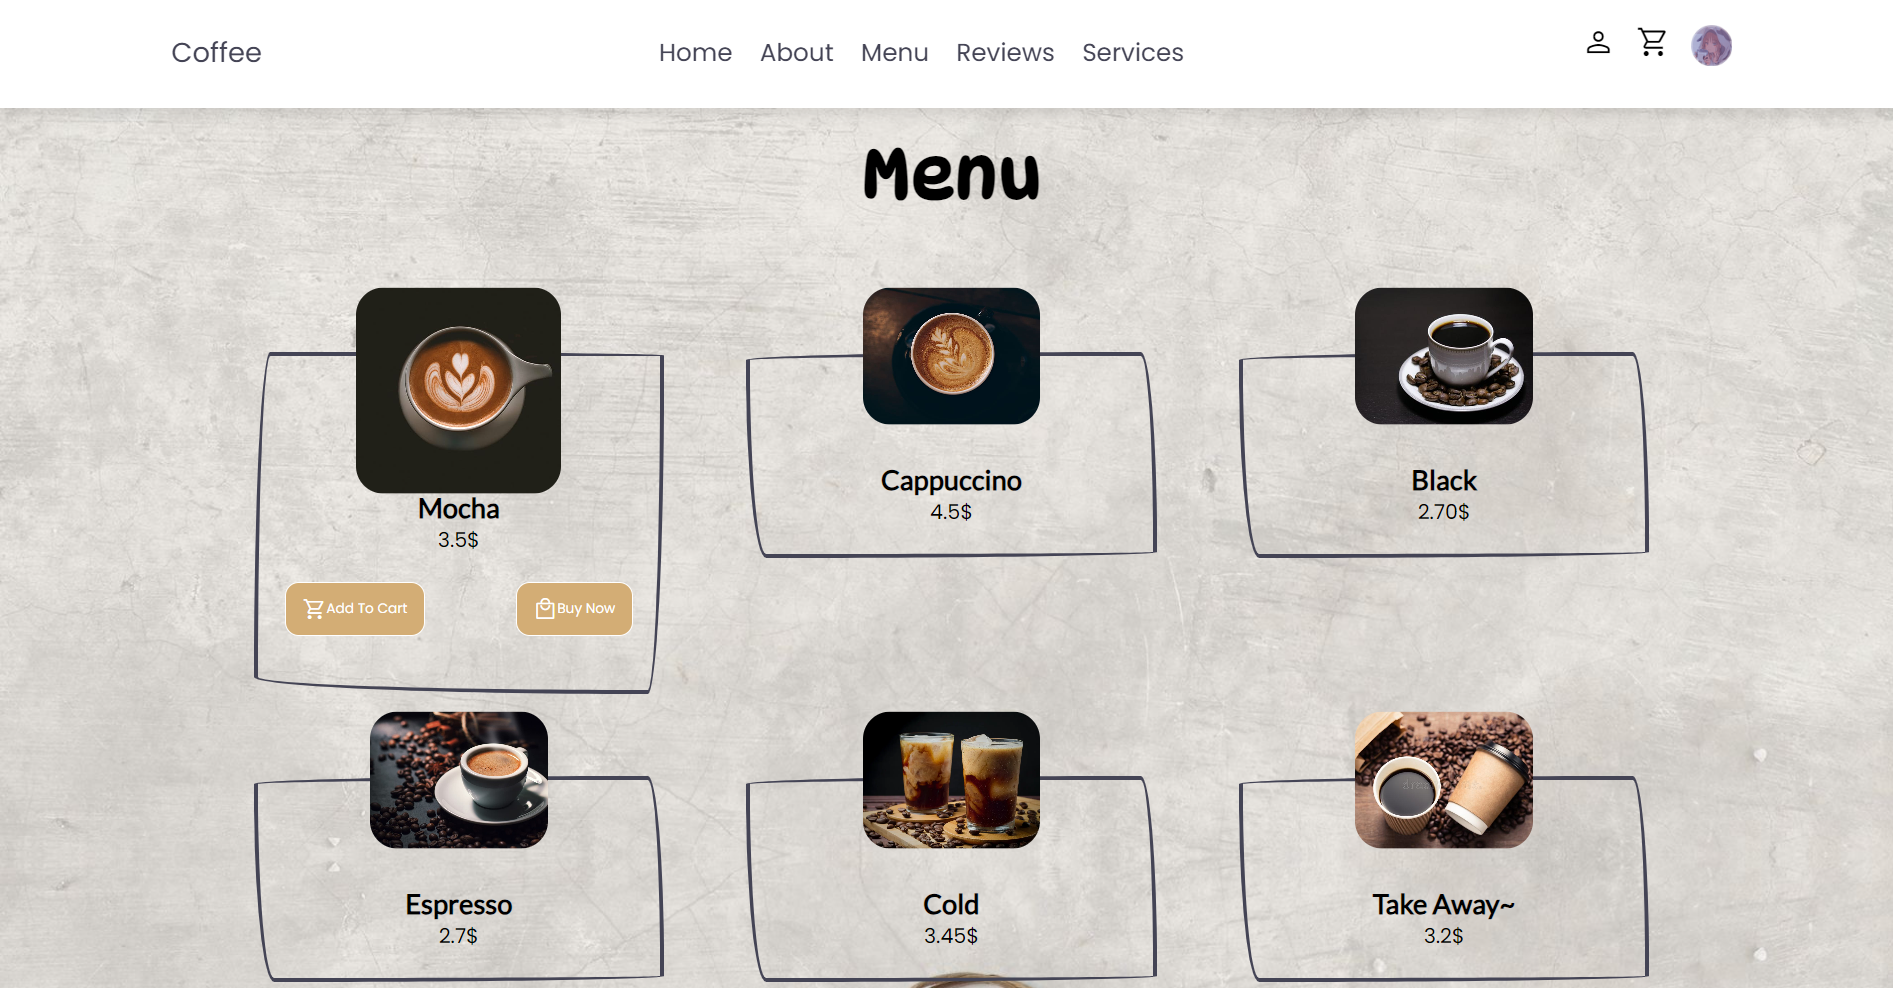 Coffee
Home About Menu Reviews Services
Menu
Mocha
3.5$
Add To Cart
Buy Now
Cappuccino
4.5$
Black
2.70$
Espresso
2.7$
Cold
3.45$
Take Away~
3.2$